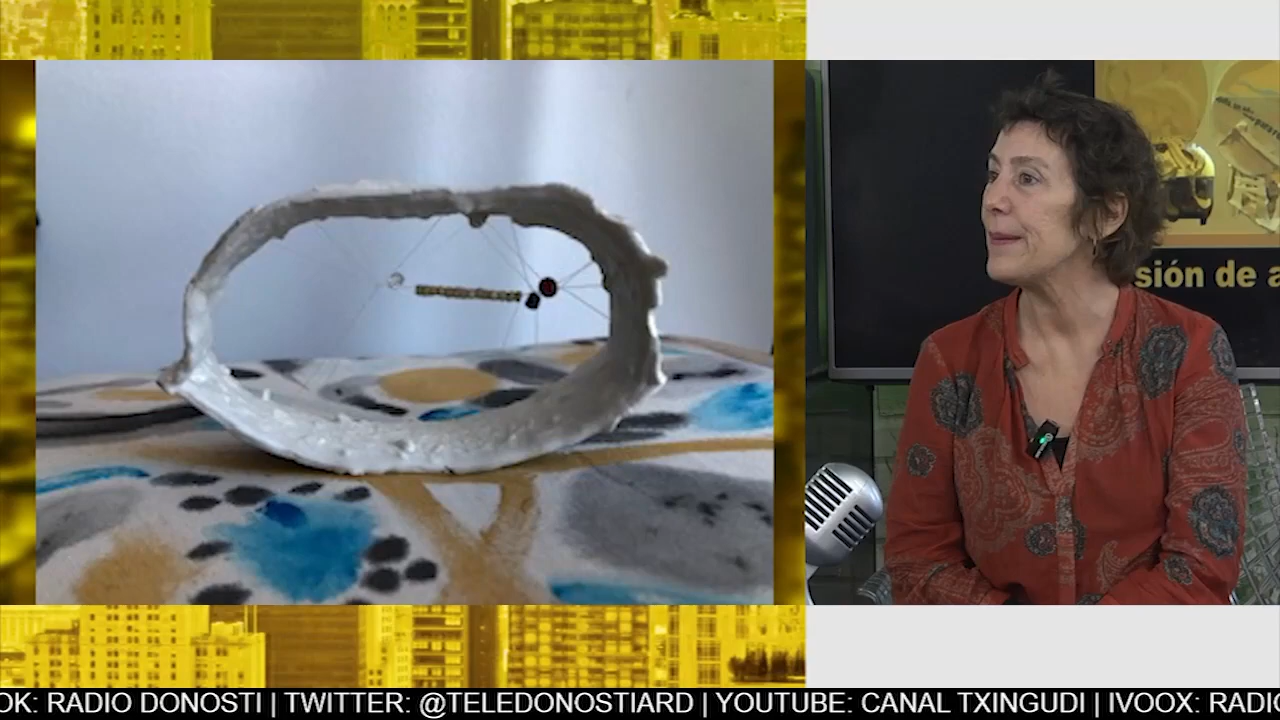 sión de a
OK: RADIO DONOSTI | TWITTER: @TELEDONOSTIARD | YOUTUBE: CANAL TXINGUDI | IVOOX: RADIO